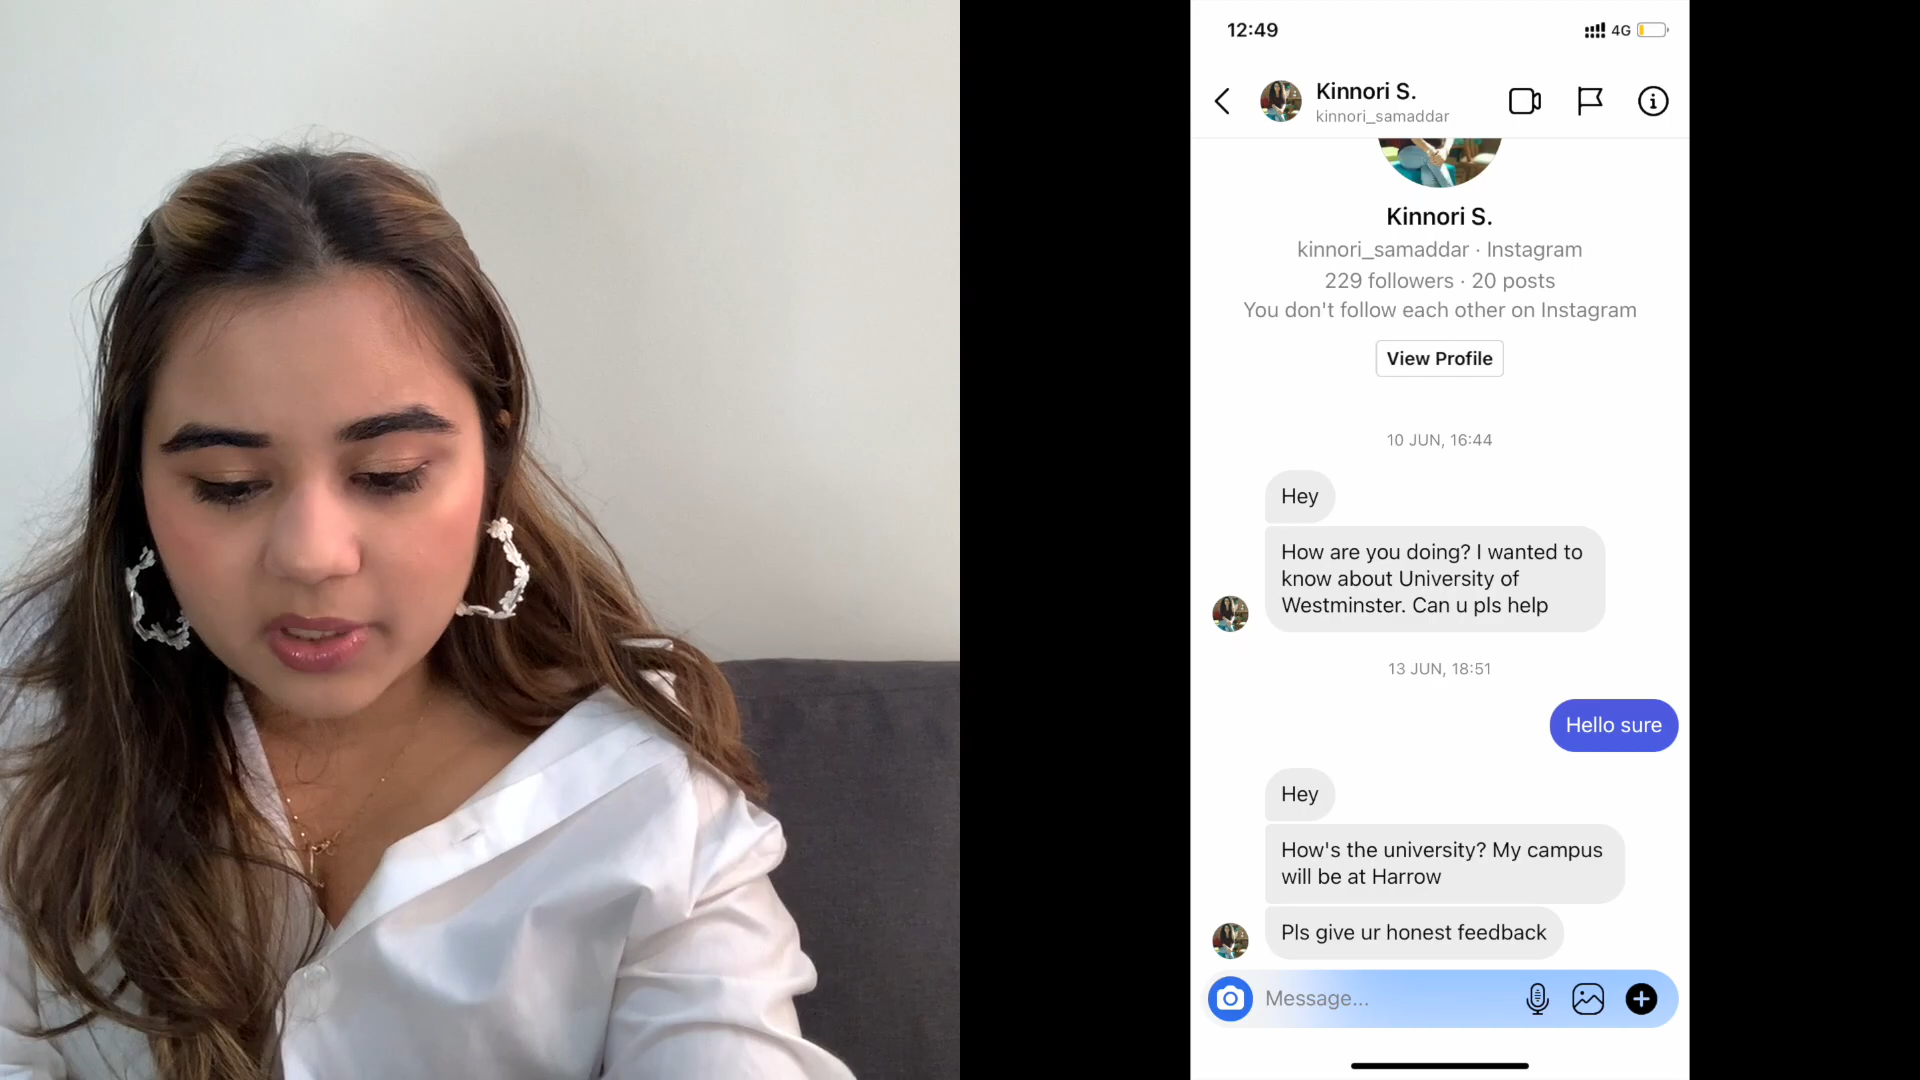 12:49
4G
Kinnori S.
kinnori_samaddar
Kinnori S.
kinnori_samaddar · Instagram
229 followers · 20 posts
You don't follow each other on Instagram
View Profile
10 JUN, 16:44
Hey
How are you doing? I wanted to
know about University of
Westminster. Can u pls help
13 JUN, 18:51
Hello sure
Hey
How's the university? My campus
will be at Harrow
Pls give ur honest feedback
Message...